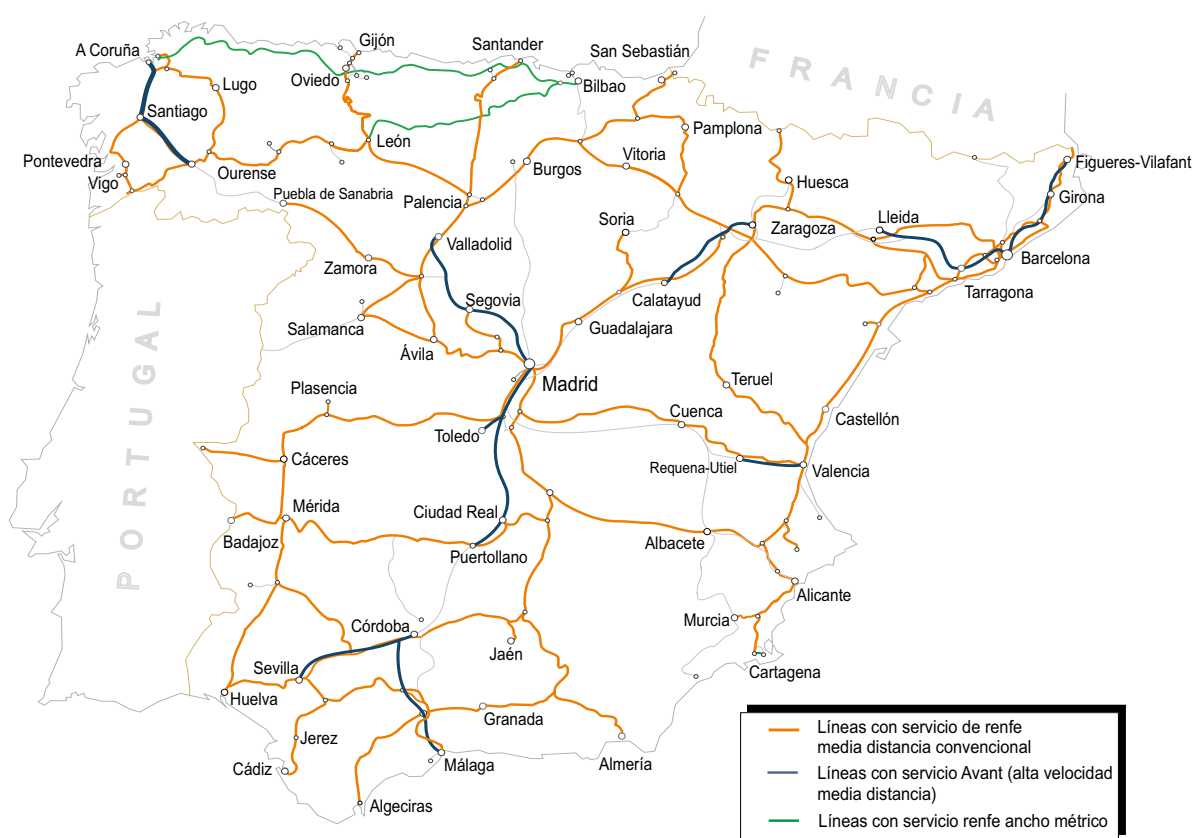 Gijón
A Coruña
Santander
San Sebastián
FRANCIA
Oviedo
Bilbao
Lugo
Santiago
Pamplona
León
Pontevedra
Vitoria
Burgos
Figueres-Vilafant
Ourense
Vigo
Huesca
Puebla de Sanabria
Girona
Palencia
Soria
Lleida
Zaragoza
Valladolid
Barcelona
Zamora
Calatayud
Tarragona
Segovia
Salamanca
Guadalajara
PORTUGAL
Ávila
Madrid
Teruel
Plasencia
Cuenca
Castellón
Toledo
Cáceres
Requena-Utiel
Valencia
Mérida
Ciudad Real
Badajoz
Albacete
Puertollano
Alicante
Murcia
Córdoba
Jaén
Sevilla
Cartagena
Huelva
Granada
Jerez
Almería
Málaga
Cádiz
Algeciras
Líneas con servicio de renfe
media distancia convencional
Líneas con servicio Avant (alta velocidad
media distancia)
Líneas con servicio renfe ancho métrico